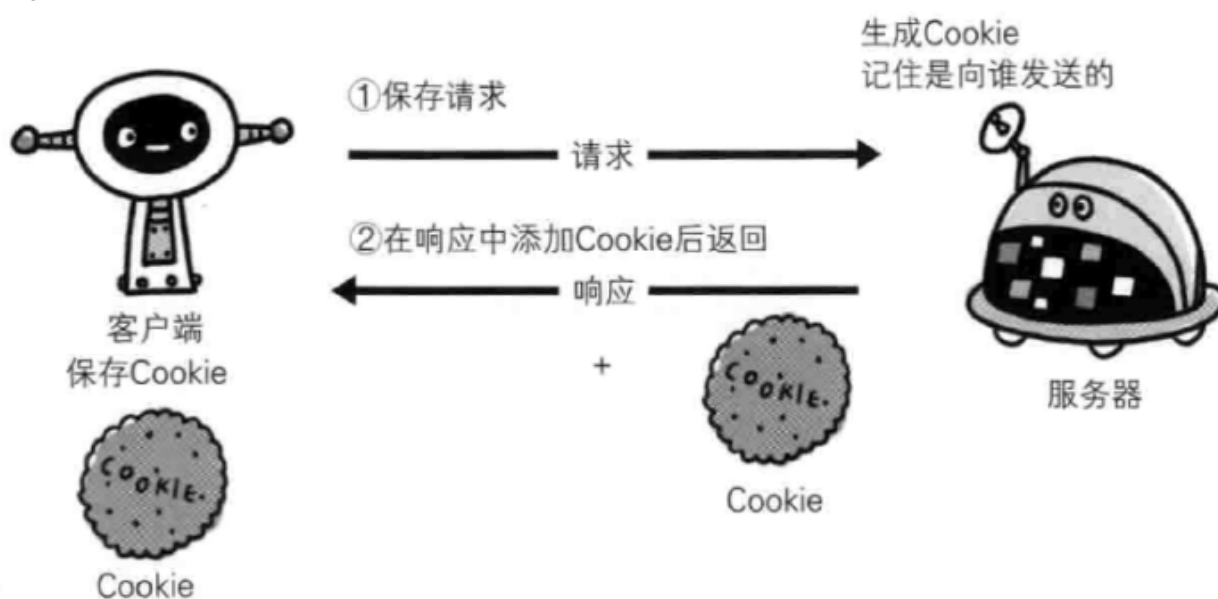 生成Cookie
记住是向谁发送的
①保存请求
请求
②在响应中添加Cookie后返回
响应
客户端
保存Cookie
+
COOKIE.
Cookie
服务器
COOKIE.
Cookie